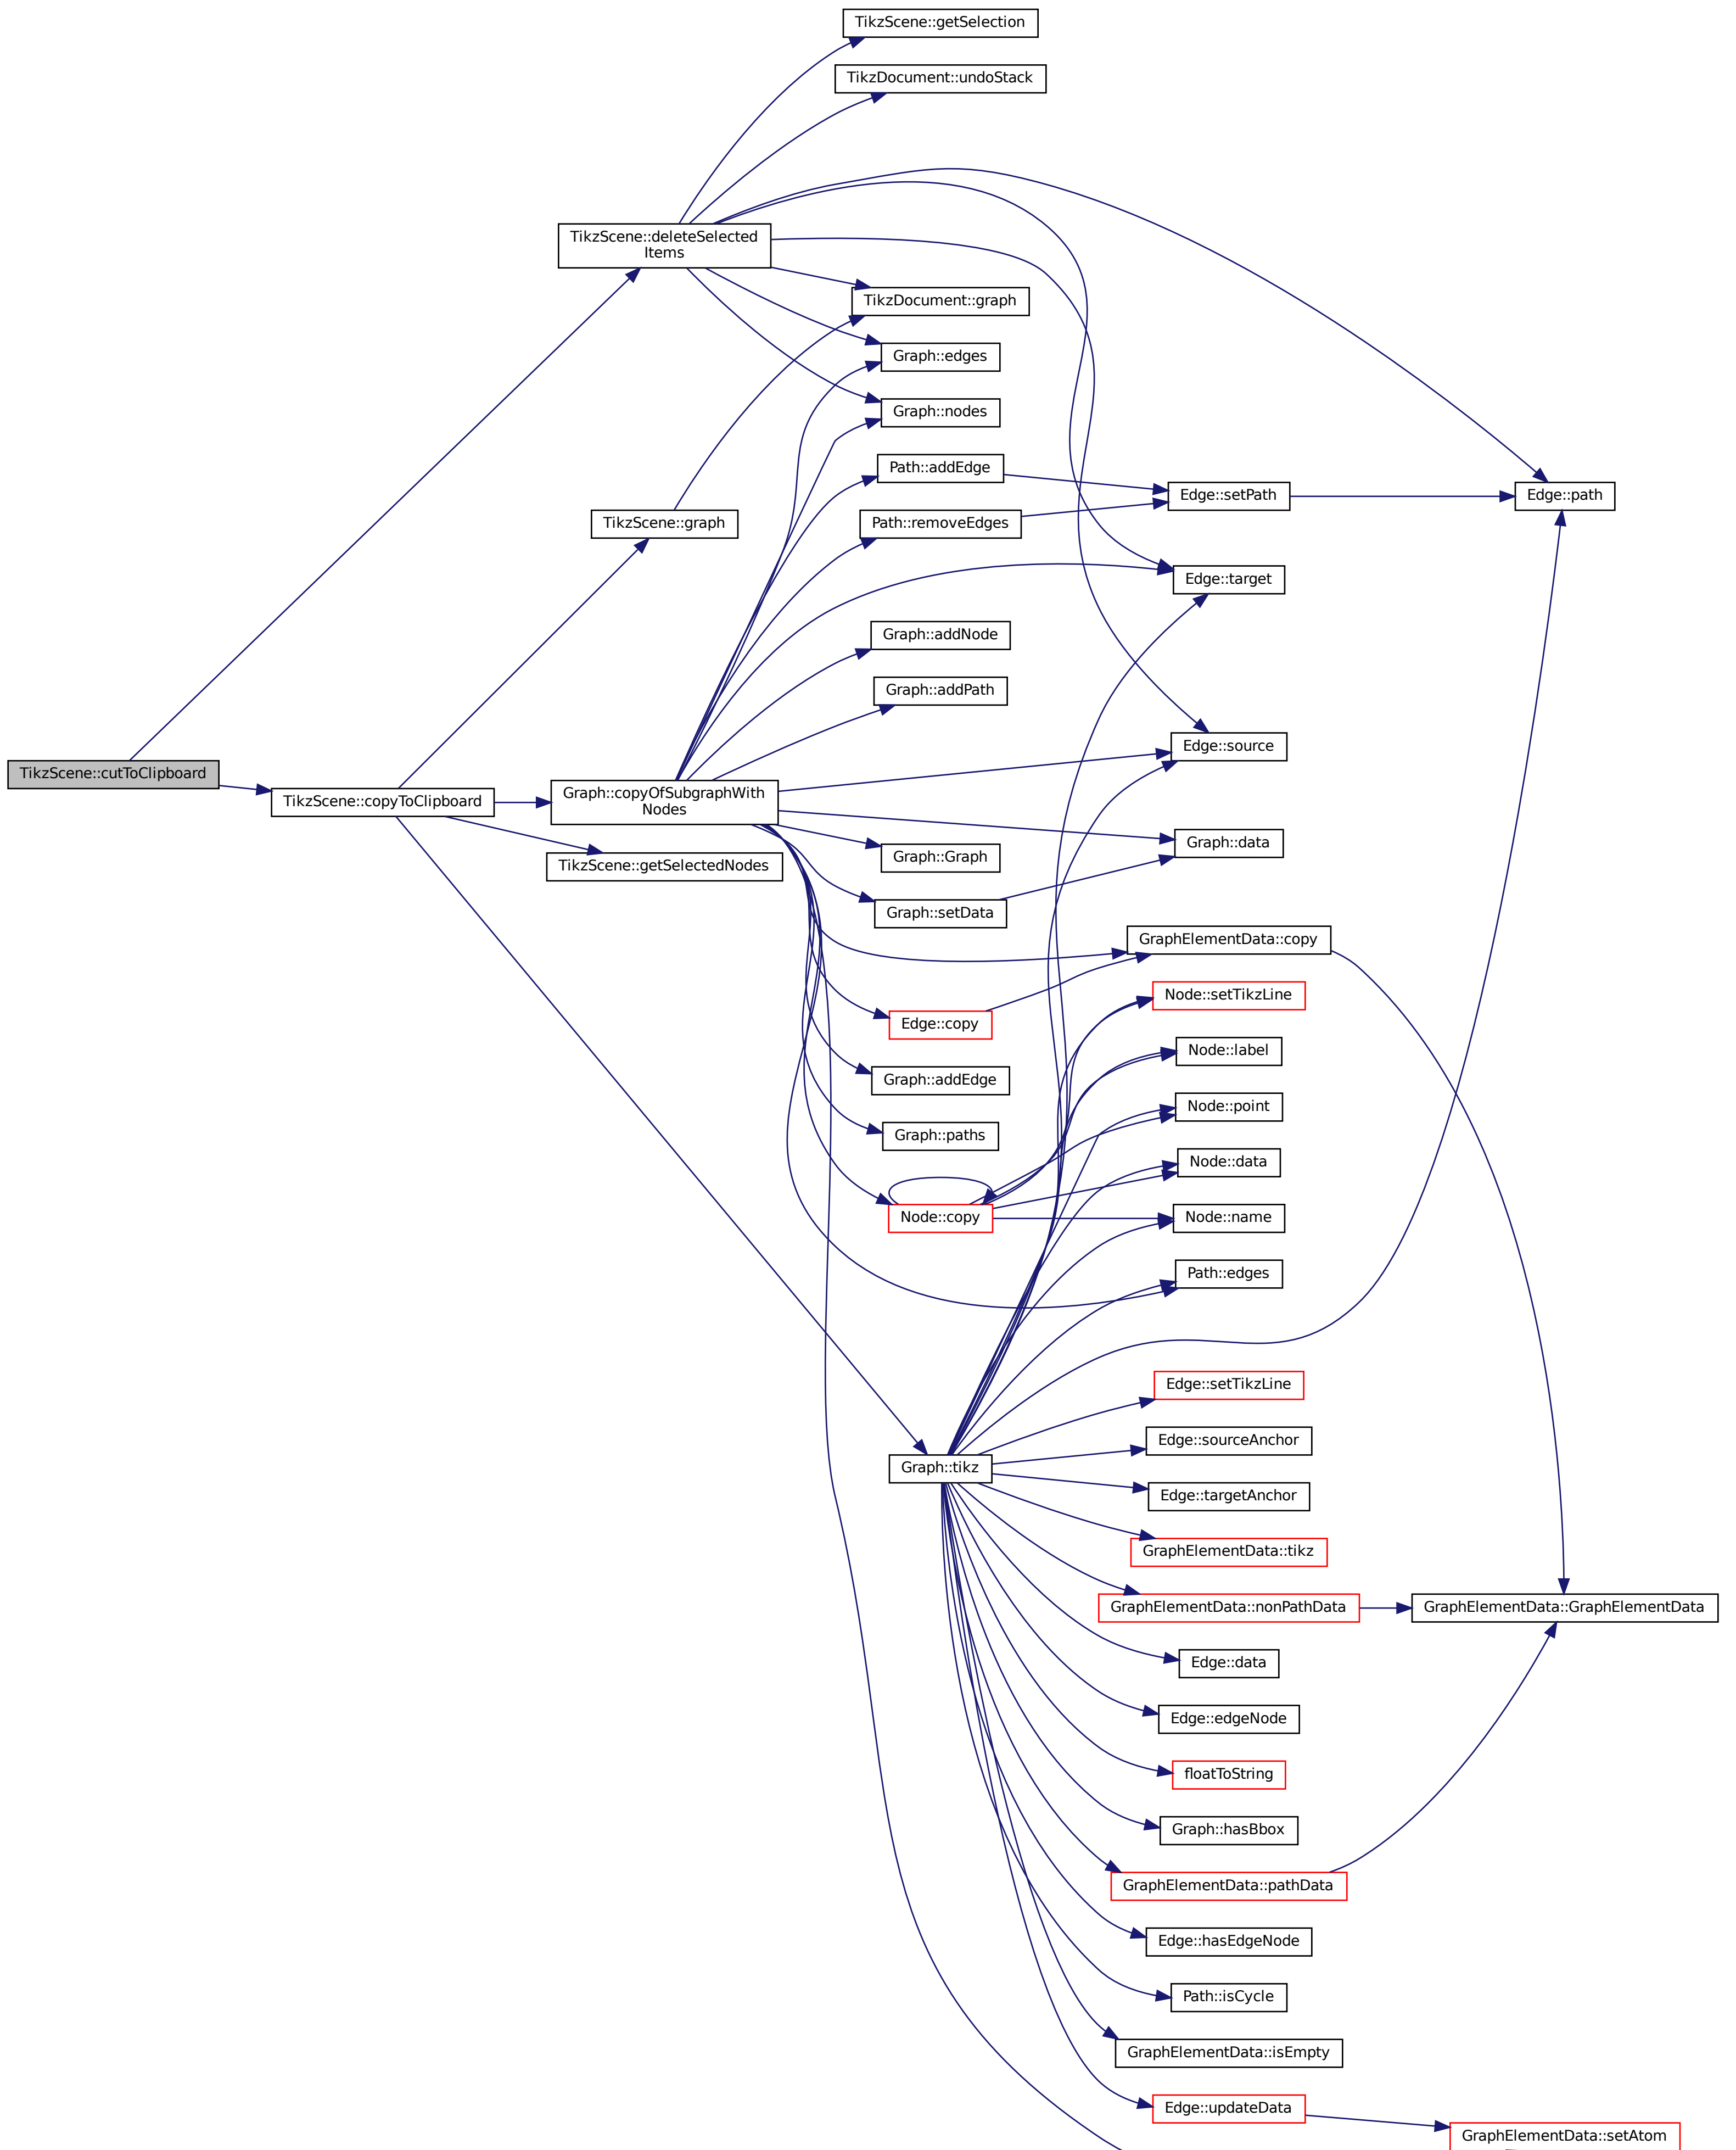 TikzScene::getSelection
TikzDocument::undoStack
TikzScene::deleteSelected
Items
TikzDocument::graph
Graph::edges
Graph::nodes
Path::addEdge
Edge::setPath
Edge::path
TikzScene::graph
Path::removeEdges
Edge::target
Graph::addNode
Graph::addPath
Edge::source
TikzScene::cutToClipboard
TikzScene::copyToClipboard
Graph::copyOfSubgraphWith
Nodes
Graph::data
TikzScene::getSelectedNodes
Graph::Graph
Graph::setData
GraphElementData::copy
Node::setTikzLine
Edge::copy
Node::label
Graph::addEdge
Node::point
Graph::paths
Node::data
Node::copy
Node::name
Path::edges
Edge::setTikzLine
Edge::sourceAnchor
Graph::tikz
Edge::targetAnchor
GraphElementData::tikz
GraphElementData::nonPathData
GraphElementData::GraphElementData
Edge::data
Edge::edgeNode
floatToString
Graph::hasBbox
GraphElementData::pathData
Edge::hasEdgeNode
Path::isCycle
GraphElementData::isEmpty
Edge::updateData
GraphElementData::setAtom